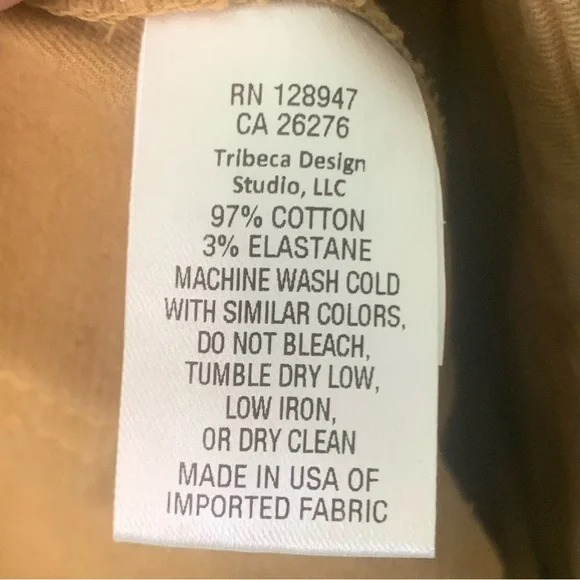 RN 128947
CA 26276
Tribeca Design
Studio, LLC
97% COTTON
3% ELASTANE
MACHINE WASH COLD
WITH SIMILAR COLORS,
DO NOT BLEACH,
TUMBLE DRY LOW,
LOW IRON,
OR DRY CLEAN
MADE IN USA OF
IMPORTED FABRIC